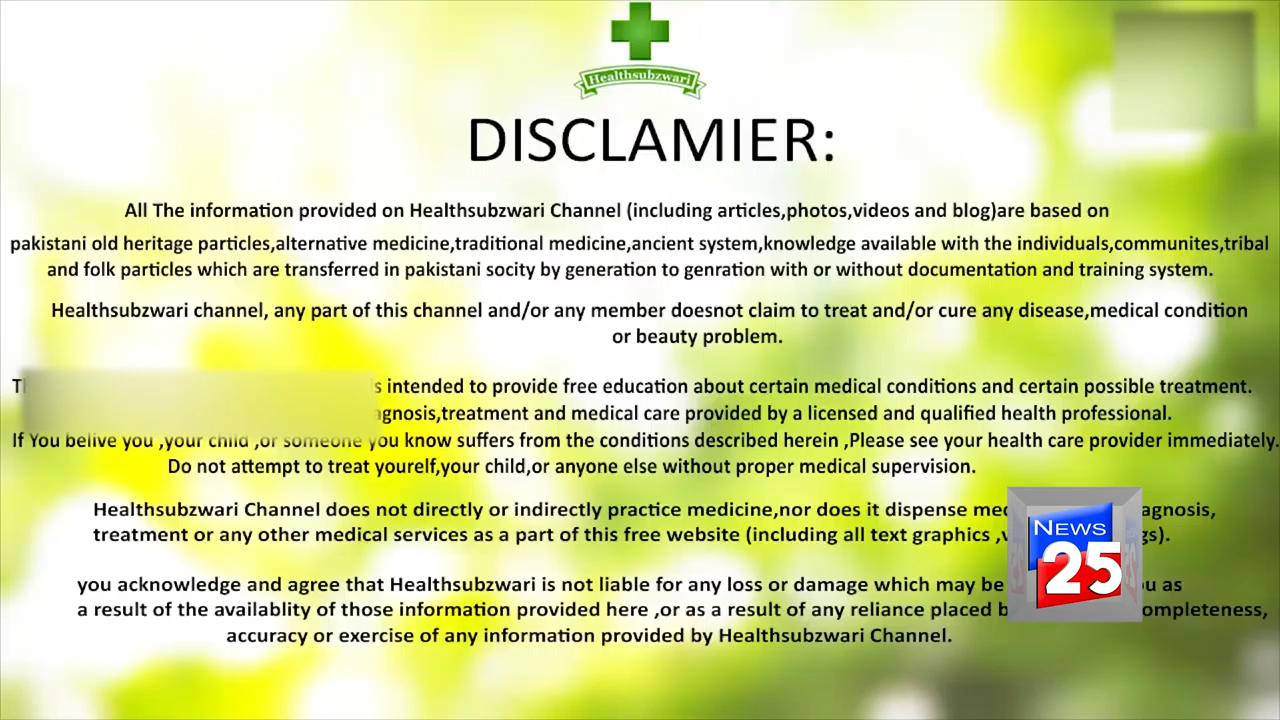 Healthsubzwari
DISCLAMIER:
All The information provided on Healthsubzwari Channel (including articles,photos,videos and blog)are based on
pakistani old heritage particles,alternative medicine,traditional medicine,ancient system,knowledge available with the individuals,communites,tribal
and folk particles which are transferred in pakistani socity by generation to genration with or without documentation and training system.
Healthsubzwari channel, any part of this channel and/or any member doesnot claim to treat and/or cure any disease,medical condition
or beauty problem.
intended to provide free education about certain medical conditions and certain possible treatment.
treatment and medical care provided by a licensed and qualified health professional.
If You belive you ,your child ,or someone you know suffers from the conditions described herein ,Please see your health care provider immediately.
Do not attempt to treat yourelf,your child,or anyone else without proper medical supervision.
Healthsubzwari Channel does not directly or indirectly practice medicine,nor does it dispense
treatment or any other medical services as a part of this free website (including all text graphics
NEWS
25
you acknowledge and agree that Healthsubzwari is not liable for any loss or damage which may be as
a result of the availablity of those information provided here ,or as a result of any reliance placed
accuracy or exercise of any information provided by Healthsubzwari Channel.